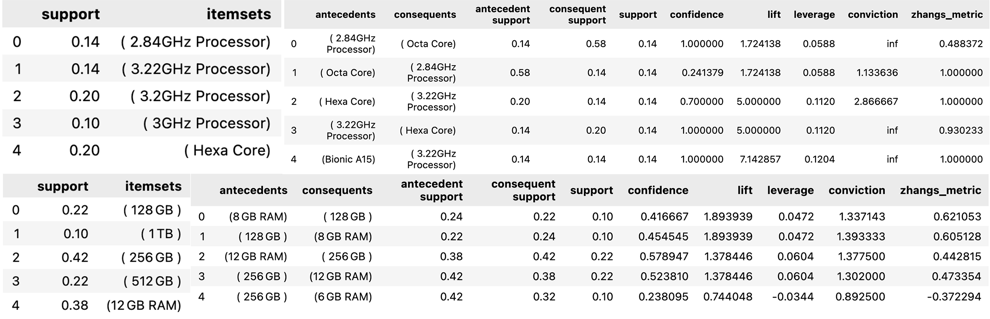 support itemsets
0 0.14 ( 2.84GHz Processor)
1 0.14 ( 3.22GHz Processor)
2 0.20 ( 3.2GHz Processor)
3 0.10 ( 3GHz Processor)
4 0.20 ( Hexa Core)
antecedents consequents antecedent support consequent support support confidence lift leverage conviction zhangs_metric
0 ( 2.84GHz Processor) ( Octa Core) 0.14 0.58 0.14 1.000000 1.724138 0.0588 inf 0.488372
1 ( Octa Core) ( 2.84GHz Processor) 0.58 0.14 0.14 0.241379 1.724138 0.0588 1.133636 1.000000
2 ( Hexa Core) ( 3.22GHz Processor) 0.20 0.14 0.14 0.700000 5.000000 0.1120 2.866667 1.000000
3 ( 3.22GHz Processor) ( Hexa Core) 0.14 0.20 0.14 1.000000 5.000000 0.1120 inf 0.930233
4 (Bionic A15) ( 3.22GHz Processor) 0.14 0.14 0.14 1.000000 7.142857 0.1204 inf 1.000000
support itemsets
0 0.22 ( 128 GB )
1 0.10 ( 1 TB )
2 0.42 ( 256 GB )
3 0.22 ( 512 GB )
4 0.38 (12 GB RAM)
antecedents consequents antecedent support consequent support support confidence lift leverage conviction zhangs_metric
0 (8 GB RAM) ( 128 GB ) 0.24 0.22 0.10 0.416667 1.893939 0.0472 1.337143 0.621053
1 ( 128 GB ) (8 GB RAM) 0.22 0.24 0.10 0.454545 1.893939 0.0472 1.393333 0.605128
2 (12 GB RAM) ( 256 GB ) 0.38 0.42 0.22 0.578947 1.378446 0.0604 1.377500 0.442815
3 ( 256 GB ) (12 GB RAM) 0.42 0.38 0.22 0.523810 1.378446 0.0604 1.302000 0.473354
4 ( 256 GB ) (6 GB RAM) 0.42 0.32 0.10 0.238095 0.744048 -0.0344 0.892500 -0.372294